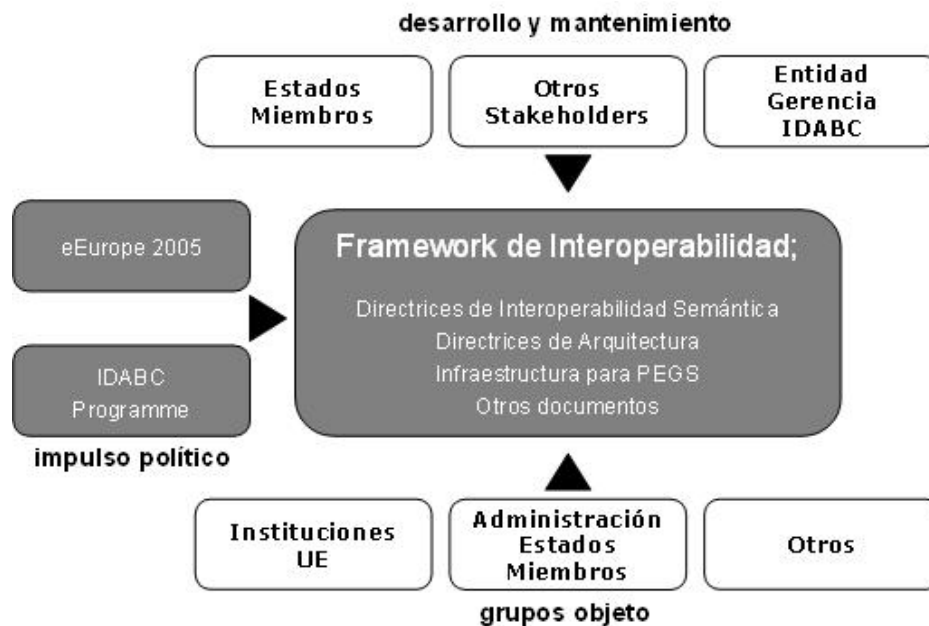 desarrollo y mantenimiento
Estados
Miembros
Otros
Stakeholders
Entidad
Gerencia
IDABC
eEurope 2005
IDABC
Programme
impulso político
Framework de Interoperabilidad;
Directrices de Interoperabilidad Semántica
Directrices de Arquitectura
Infraestructura para PEGS
Otros documentos
Instituciones
UE
Administración
Estados
Miembros
Otros
grupos objeto